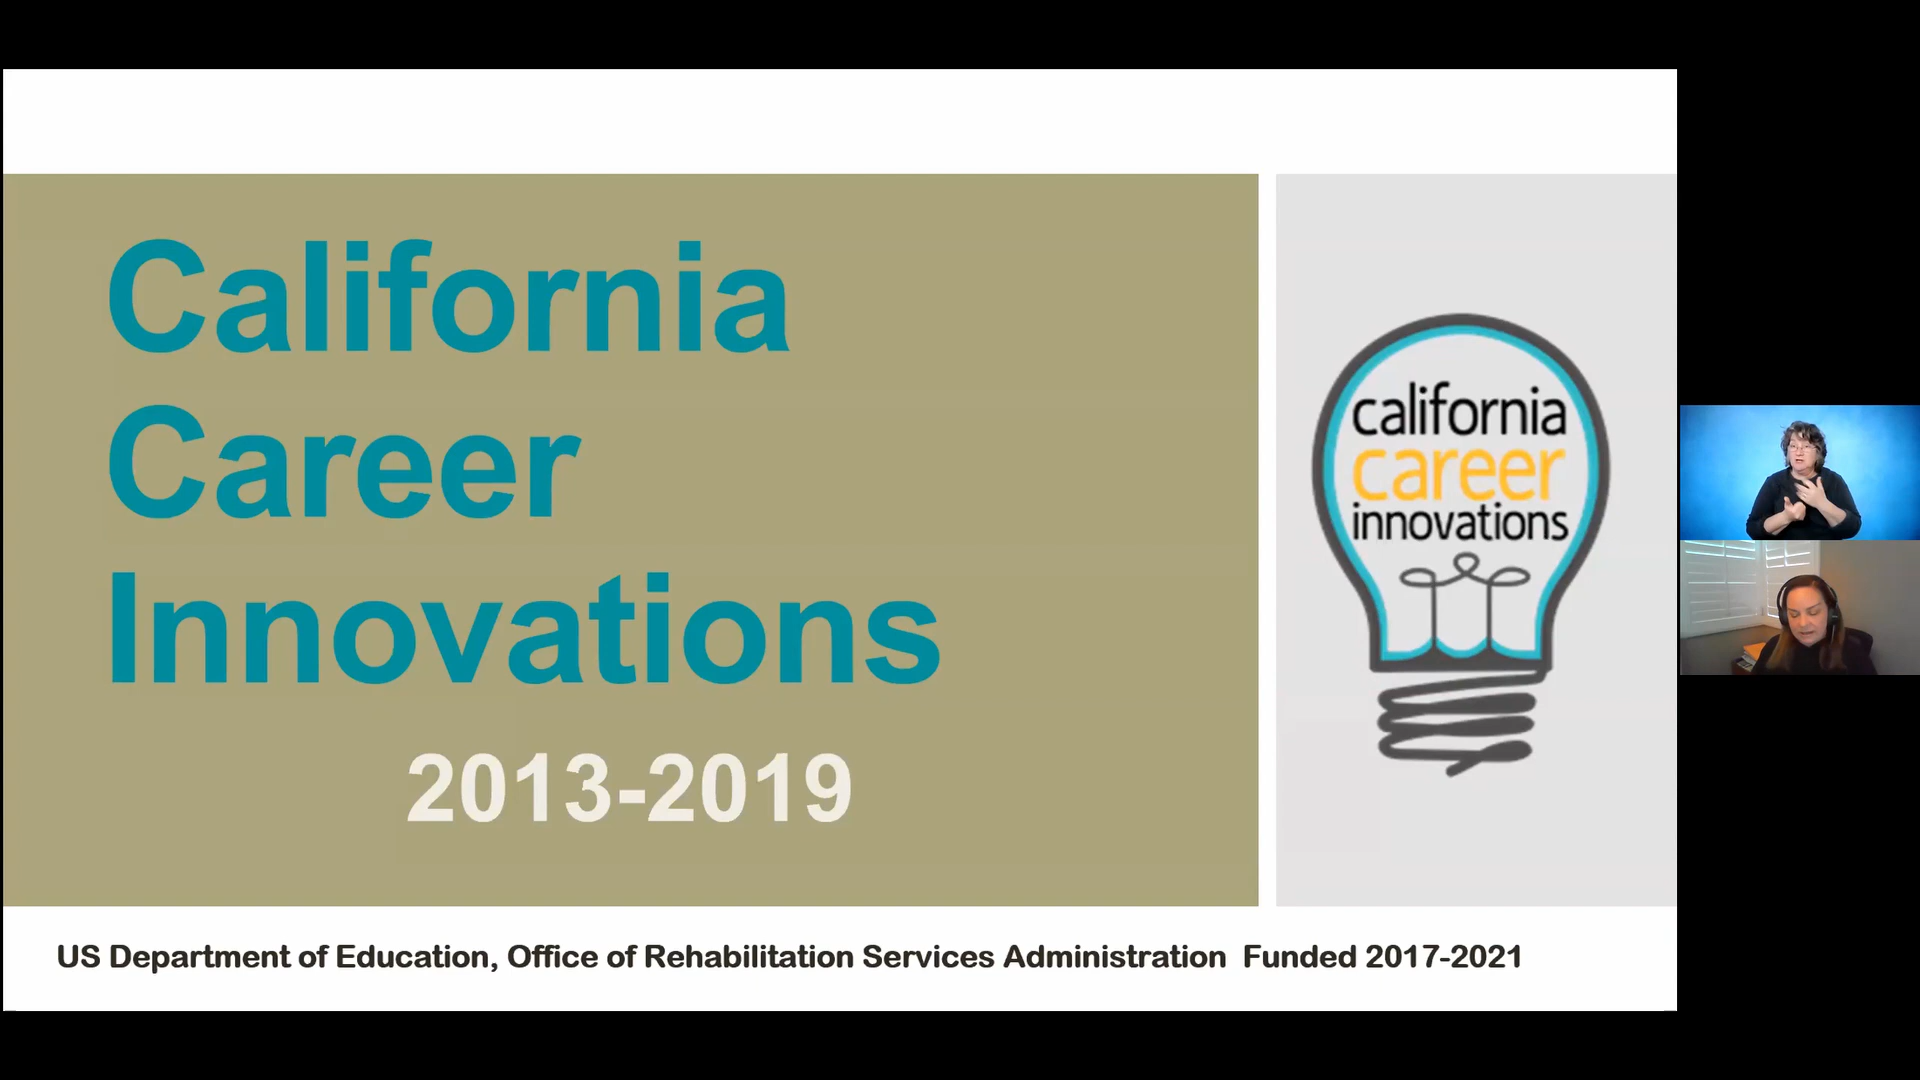 California
Career
Innovations
2013-2019
california
career
innovations
US Department of Education, Office of Rehabilitation Services Administration  Funded 2017-2021